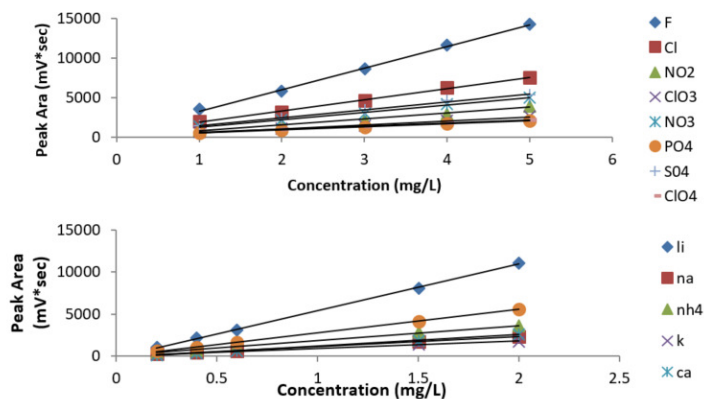 15000
10000
5000
0
Peak Ara (mV*sec)
0 1 2 3 4 5 6
Concentration (mg/L)
F
Cl
NO2
ClO3
NO3
PO4
S04
ClO4
15000
10000
5000
0
Peak Area
(mV*sec)
0 0.5 1 1.5 2 2.5
Concentration (mg/L)
li
na
nh4
k
ca